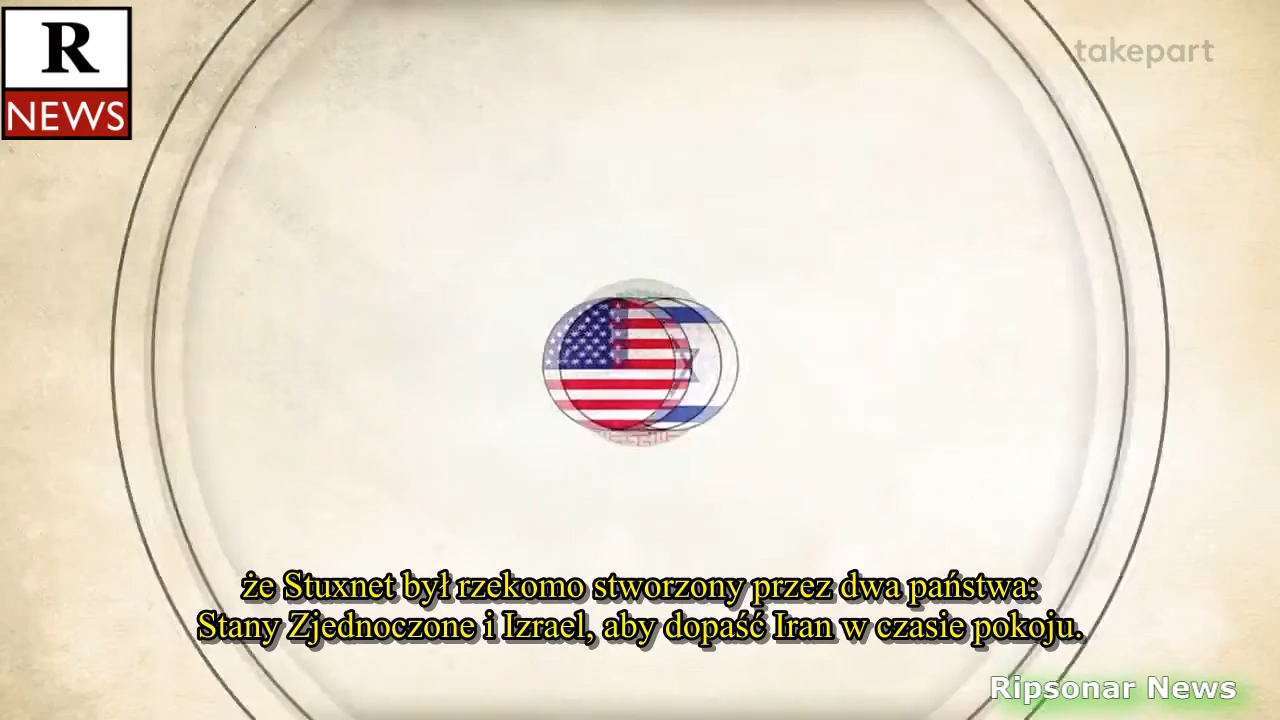 R
NEWS
takepart
że Stuxnet był rzekomo stworzony przez dwa państwa:
Stany Zjednoczone i Izrael, aby dopaść Iran w czasie pokoju.
Ripsonar News